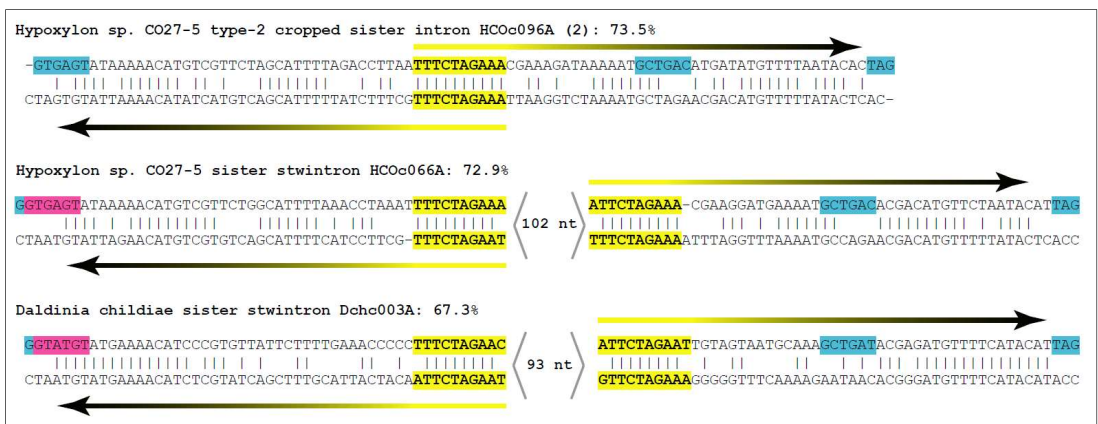 Hypoxylon sp. CO27-5 type-2 cropped sister intron HCOc096A (2): 73.5%
-GTGAGTATAAAAACATGTCGTTCTAGCATTTTAGACCTTAATTTCTAGAAACGAAAGATAAAAATGCTGACATGATATGTTTTAATACACTAG
CTAGTGTATTAAAACATATCATGTCAGCATTTTTATCTTTCGTTTCTAGAAATTAAGGTCTAAAATGCTAGAACGACATGTTTTTATACTCAC-
Hypoxylon sp. CO27-5 sister stwintron HCOc066A: 72.9%
GGTGAGTATAAAAACATGTCGTTCTGGCATTTTAAACCTAAATTTTCTAGAAA ATTCTAGAAA-CGAAGGATGAAAATGCTGACACGACATGTTCTAATACATTAG
102 nt
CTAATGTATTAGAACATGTCGTGTCAGCATTTTCATCCTTCG-TTTCTAGAAT TTTCTAGAAAATTTAGGTTTAAAATGCCAGAACGACATGTTTTTATACTCACC
Daldinia childiae sister stwintron Dchc003A: 67.3%
GGTATGTATGAAAACATCCCGTGTTATTCTTTTGAAACCCCCTTTCTAGAAC ATTCTAGAATTGTAGTAATGCAAAGCTGATACGAGATGTTTTCATACATTAG
93 nt
CTAATGTATGAAAACATCTCGTATCAGCTTTGCATTACTACAATTCTAGAAT GTTCTAGAAAGGGGGTTTCAAAAGAATAACACGGGATGTTTTCATACATACC